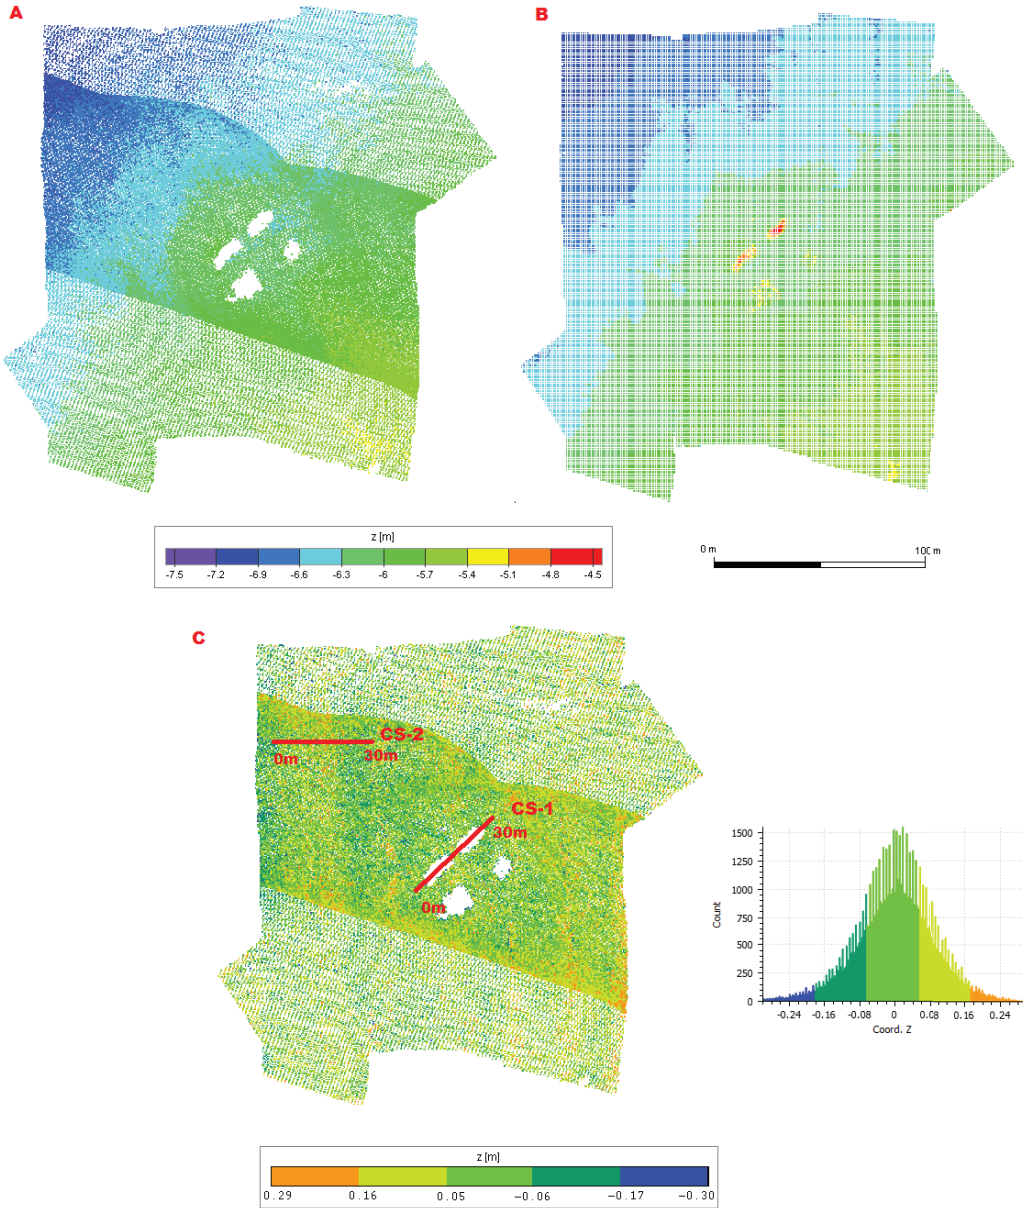 A
B
z [m]
-7.5 -7.2 -6.9 -6.6 -6.3 -6 -5.7 -5.4 -5.1 -4.8 -4.5
0 m 100 m
C
CS-2
0m 30m
CS-1
30m
0m
1500
1250
1000
750
500
250
0
Count
-0.24 -0.16 -0.08 0 0.08 0.16 0.24
Coord. Z
z [m]
0.29 0.16 0.05 -0.06 -0.17 -0.30